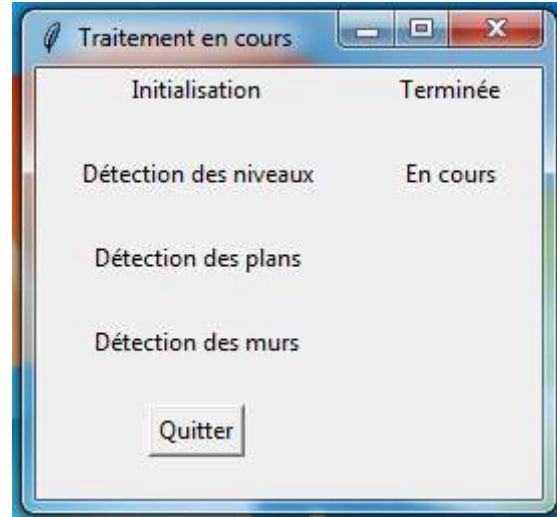 Traitement en cours
Initialisation Terminée
Détection des niveaux En cours
Détection des plans
Détection des murs
Quitter